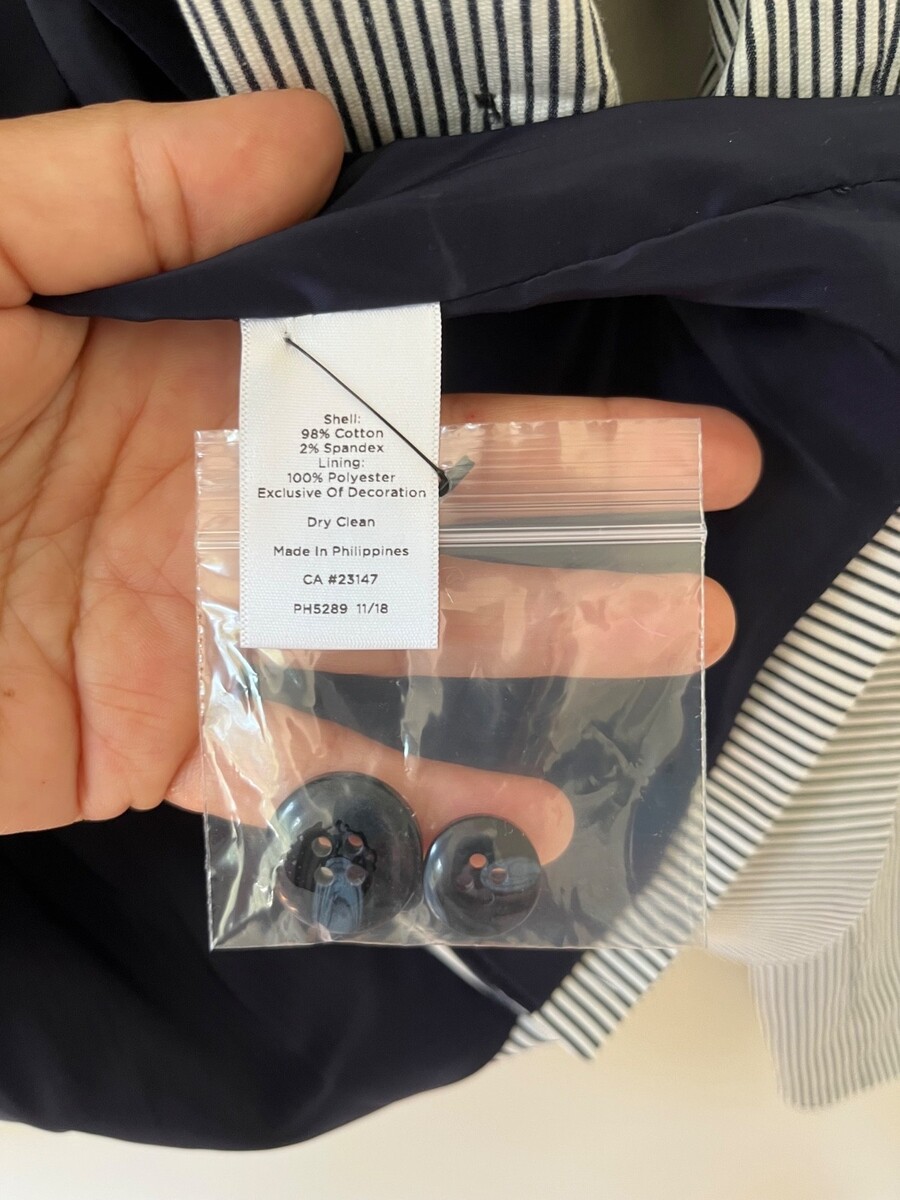 Shell:
98% Cotton
2% Spandex
Lining:
100% Polyester
Exclusive Of Decoration
Dry Clean
Made In Philippines
CA #23147
PH5289 11/18